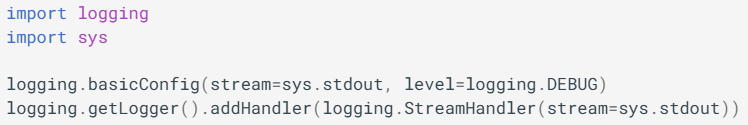 import logging
import sys

logging.basicConfig(stream=sys.stdout, level=logging.DEBUG)
logging.getLogger().addHandler(logging.StreamHandler(stream=sys.stdout))